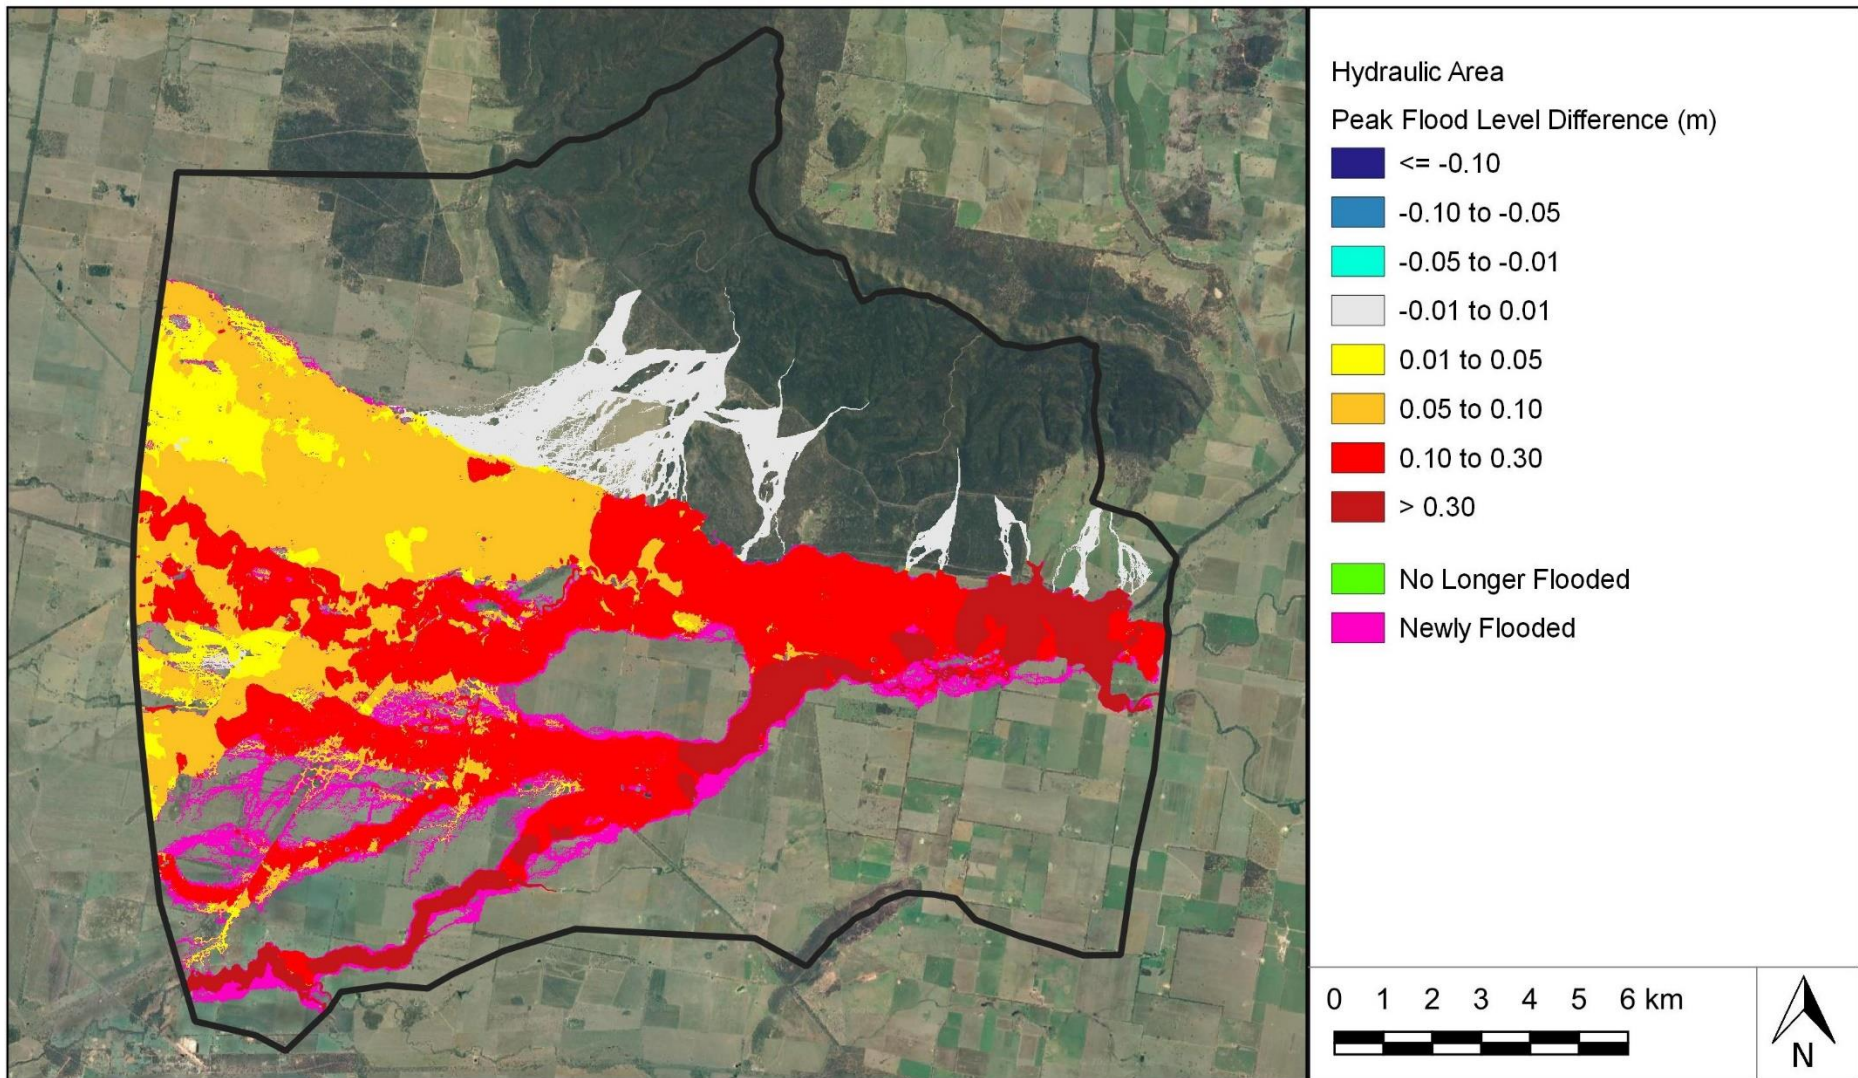 Hydraulic Area
Peak Flood Level Difference (m)
<= -0.10
-0.10 to -0.05
-0.05 to -0.01
-0.01 to 0.01
0.01 to 0.05
0.05 to 0.10
0.10 to 0.30
> 0.30
No Longer Flooded
Newly Flooded
0 1 2 3 4 5 6 km
N